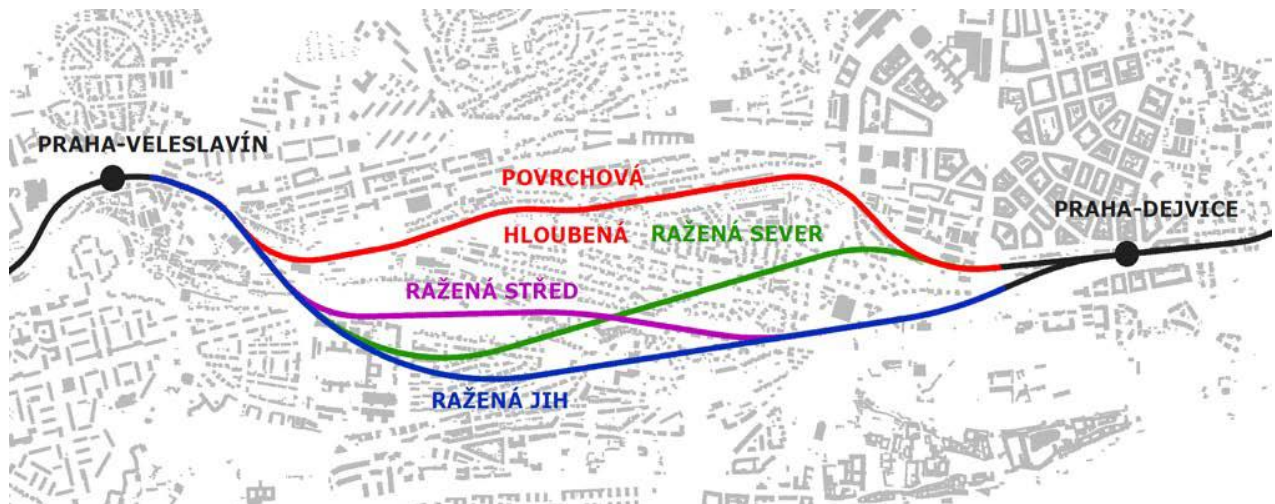 PRAHA-VELESLAVÍN
POVRCHOVÁ
PRAHA-DEJVICE
HLOUBENÁ
RAŽENÁ SEVER
RAŽENÁ STŘED
RAŽENÁ JIH